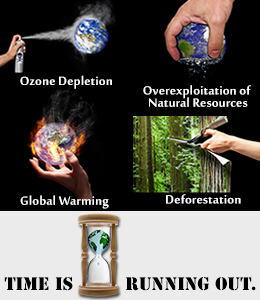 Ozone Depletion
Overexploitation of
Natural Resources
Global Warming
Deforestation
TIME IS RUNNING OUT.